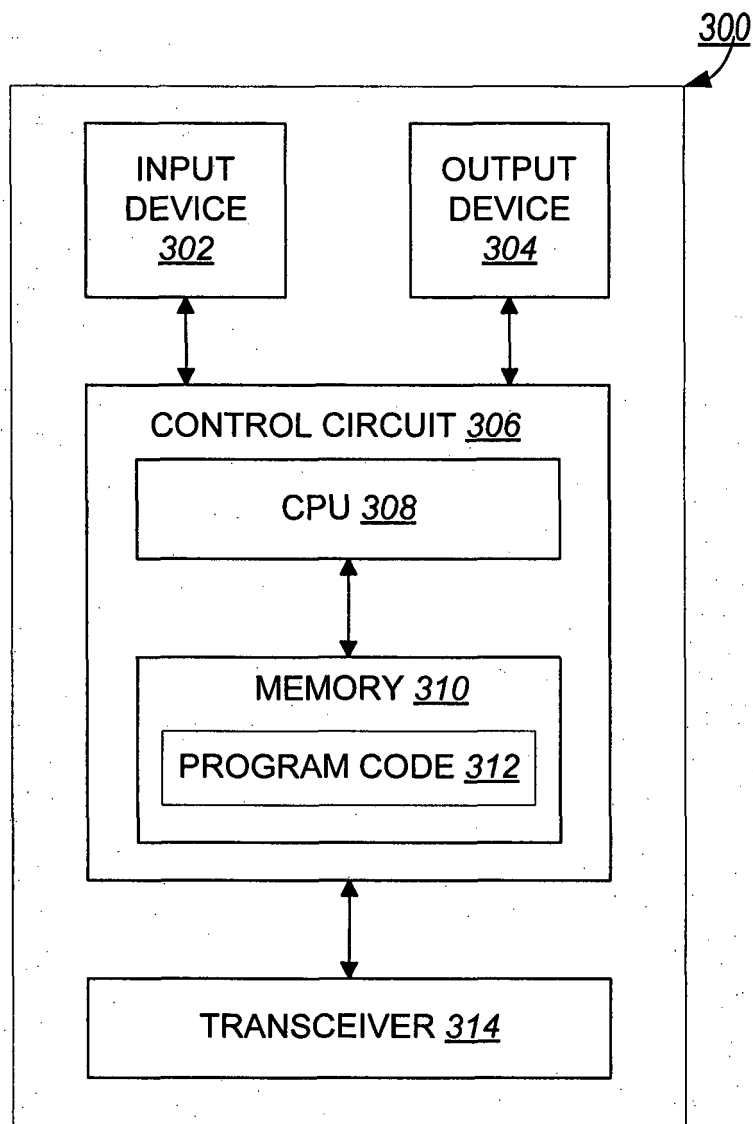 300
INPUT
DEVICE
302
OUTPUT
DEVICE
304
CONTROL CIRCUIT 306
CPU 308
MEMORY 310
PROGRAM CODE 312
TRANSCEIVER 314